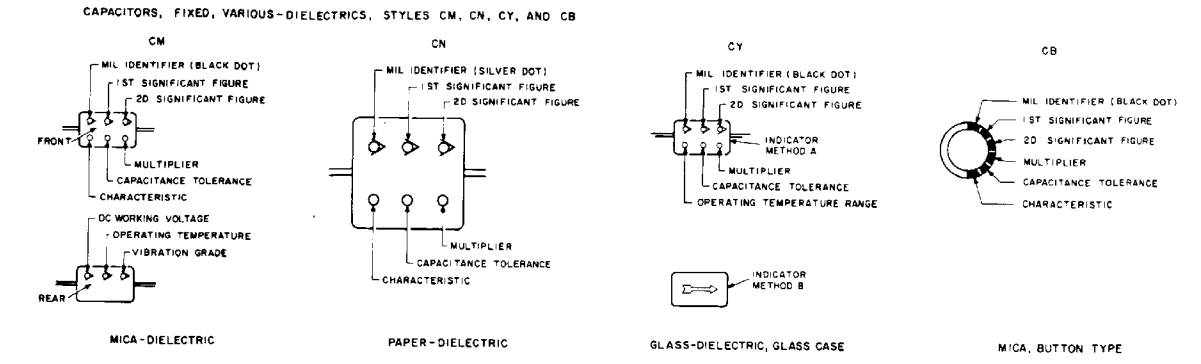 CAPACITORS, FIXED, VARIOUS-DIELECTRICS, STYLES CM, CN, CY, AND CB
CM
MIL IDENTIFIER (BLACK DOT)
1ST SIGNIFICANT FIGURE
2D SIGNIFICANT FIGURE
FRONT
MULTIPLIER
CAPACITANCE TOLERANCE
CHARACTERISTIC
DC WORKING VOLTAGE
OPERATING TEMPERATURE
VIBRATION GRADE
REAR
MICA-DIELECTRIC
CN
MIL IDENTIFIER (SILVER DOT)
1ST SIGNIFICANT FIGURE
2D SIGNIFICANT FIGURE
MULTIPLIER
CAPACITANCE TOLERANCE
CHARACTERISTIC
PAPER-DIELECTRIC
CY
MIL IDENTIFIER (BLACK DOT)
1ST SIGNIFICANT FIGURE
2D SIGNIFICANT FIGURE
INDICATOR
METHOD A
MULTIPLIER
CAPACITANCE TOLERANCE
OPERATING TEMPERATURE RANGE
INDICATOR
METHOD B
GLASS-DIELECTRIC, GLASS CASE
CB
MIL IDENTIFIER (BLACK DOT)
1ST SIGNIFICANT FIGURE
2D SIGNIFICANT FIGURE
MULTIPLIER
CAPACITANCE TOLERANCE
CHARACTERISTIC
MICA, BUTTON TYPE